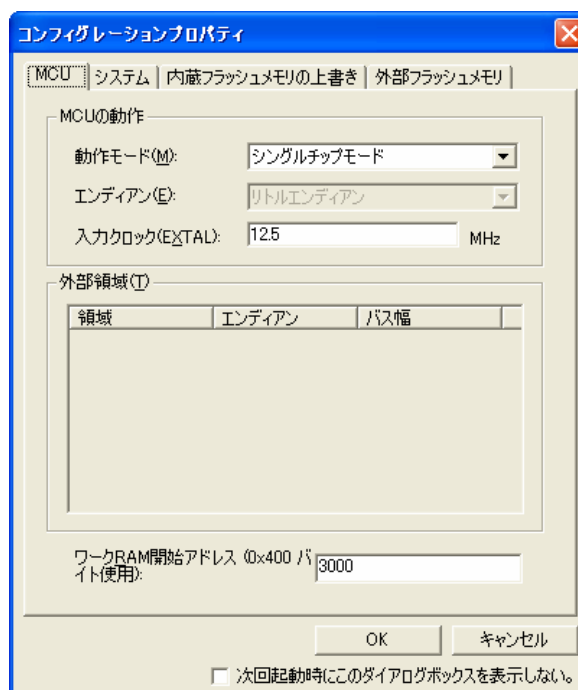 コンフィグレーションプロパティ
MCU システム 内蔵フラッシュメモリの上書き 外部フラッシュメモリ
MCUの動作
動作モード(M): シングルチップモード
エンディアン(E): リトルエンディアン
入力クロック(EXTAL): 12.5 MHz
外部領域(T)
領域 エンディアン バス幅
ワークRAM開始アドレス (0x400 バ
イト使用): 3000
OK キャンセル
次回起動時にこのダイアログボックスを表示しない。